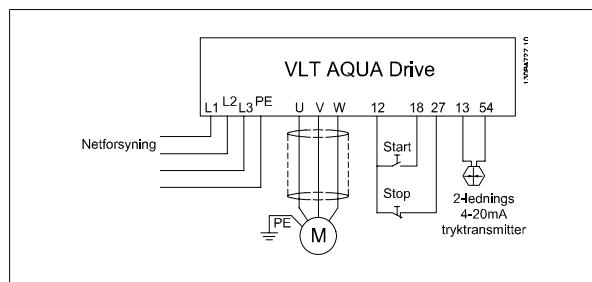 VLT AQUA Drive
L1 L2 L3 PE U V W 12 18 27 13 54
Netforsyning
Start
Stop
PE
M
2-lednings
4-20mA
tryktransmitter